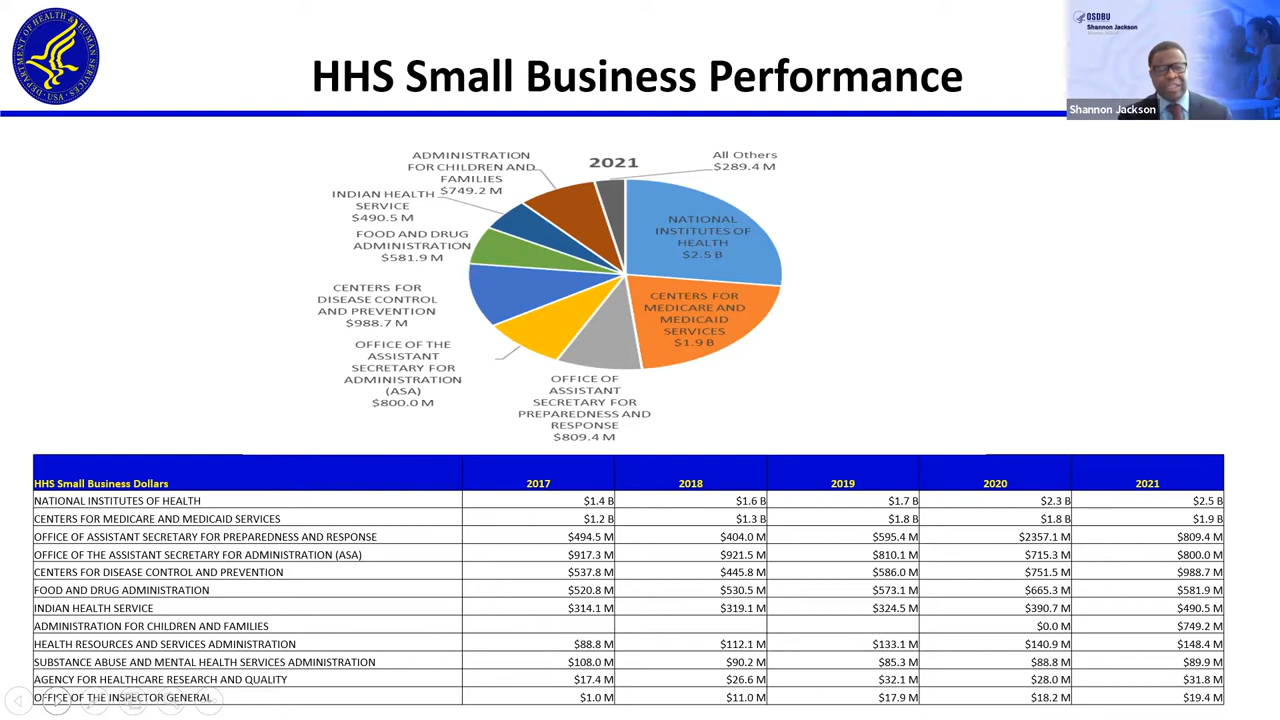 DEPARTMENT OF HEALTH & HUMAN SERVICES · USA
HHS Small Business Performance
OSDBU
Shannon Jackson
Shannon Jackson
2021
ADMINISTRATION
FOR CHILDREN AND
FAMILIES
$749.2 M
All Others
$289.4 M
INDIAN HEALTH
SERVICE
$490.5 M
FOOD AND DRUG
ADMINISTRATION
$581.9 M
CENTERS FOR
DISEASE CONTROL
AND PREVENTION
$988.7 M
OFFICE OF THE
ASSISTANT
SECRETARY FOR
ADMINISTRATION
(ASA)
$800.0 M
OFFICE OF
ASSISTANT
SECRETARY FOR
PREPAREDNESS AND
RESPONSE
$809.4 M
NATIONAL
INSTITUTES OF
HEALTH
$2.5 B
CENTERS FOR
MEDICARE AND
MEDICAID
SERVICES
$1.9 B
HHS Small Business Dollars 2017 2018 2019 2020 2021
NATIONAL INSTITUTES OF HEALTH $1.4 B $1.6 B $1.7 B $2.3 B $2.5 B
CENTERS FOR MEDICARE AND MEDICAID SERVICES $1.2 B $1.3 B $1.8 B $1.8 B $1.9 B
OFFICE OF ASSISTANT SECRETARY FOR PREPAREDNESS AND RESPONSE $494.5 M $404.0 M $595.4 M $2357.1 M $809.4 M
OFFICE OF THE ASSISTANT SECRETARY FOR ADMINISTRATION (ASA) $917.3 M $921.5 M $810.1 M $715.3 M $800.0 M
CENTERS FOR DISEASE CONTROL AND PREVENTION $537.8 M $445.8 M $586.0 M $751.5 M $988.7 M
FOOD AND DRUG ADMINISTRATION $520.8 M $530.5 M $573.1 M $665.3 M $581.9 M
INDIAN HEALTH SERVICE $314.1 M $319.1 M $324.5 M $390.7 M $490.5 M
ADMINISTRATION FOR CHILDREN AND FAMILIES $0.0 M $749.2 M
HEALTH RESOURCES AND SERVICES ADMINISTRATION $88.8 M $112.1 M $133.1 M $140.9 M $148.4 M
SUBSTANCE ABUSE AND MENTAL HEALTH SERVICES ADMINISTRATION $108.0 M $90.2 M $85.3 M $88.8 M $89.9 M
AGENCY FOR HEALTHCARE RESEARCH AND QUALITY $17.4 M $26.6 M $32.1 M $28.0 M $31.8 M
OFFICE OF THE INSPECTOR GENERAL $1.0 M $11.0 M $17.9 M $18.2 M $19.4 M